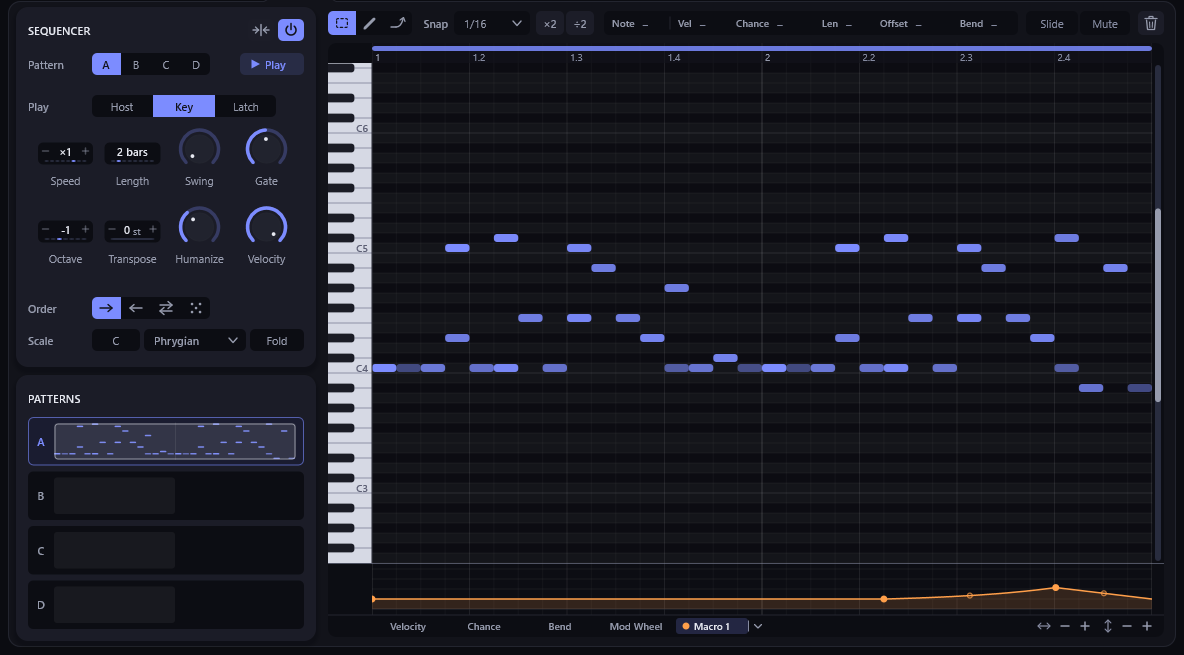 SEQUENCER
Pattern A B C D Play
Play Host Key Latch
− ×1 + 2 bars
Speed Length Swing Gate
− -1 + − 0 st +
Octave Transpose Humanize Velocity
Order
Scale C Phrygian Fold
PATTERNS
A
B
C
D
Snap 1/16 ×2 ÷2 Note – Vel – Chance – Len – Offset – Bend – Slide Mute
1 1.2 1.3 1.4 2 2.2 2.3 2.4
C6
C5
C4
C3
Velocity Chance Bend Mod Wheel Macro 1 − + − +